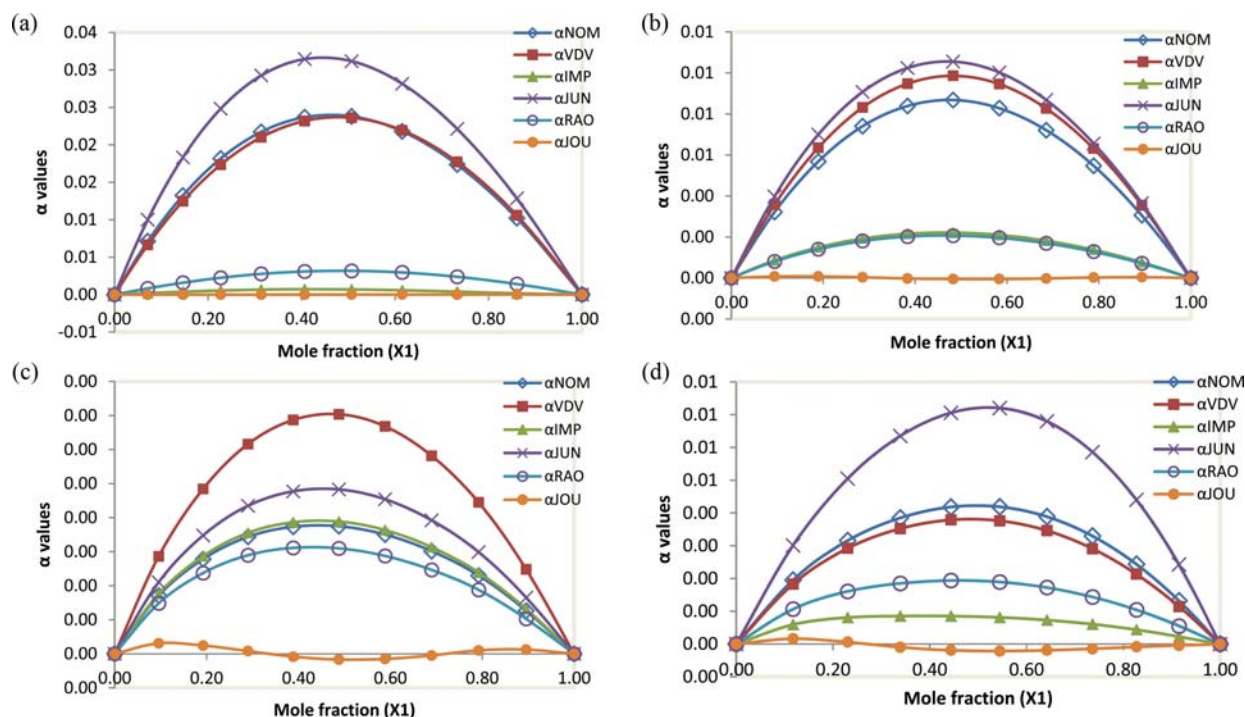 (a)
0.04
0.03
0.03
0.02
0.02
0.01
0.01
0.00
-0.01
α values
0.00 0.20 0.40 0.60 0.80 1.00
Mole fraction (X1)
αNOM
αVDV
αIMP
αJUN
αRAO
αJOU
(b)
0.01
0.01
0.01
0.01
0.00
0.00
0.00
0.00
α values
0.00 0.20 0.40 0.60 0.80 1.00
Mole fraction (X1)
αNOM
αVDV
αIMP
αJUN
αRAO
αJOU
(c)
0.00
0.00
0.00
0.00
0.00
0.00
0.00
0.00
0.00
0.00
α values
0.00 0.20 0.40 0.60 0.80 1.00
Mole fraction (X1)
αNOM
αVDV
αIMP
αJUN
αRAO
αJOU
(d)
0.01
0.01
0.01
0.01
0.00
0.00
0.00
0.00
0.00
0.00
α values
0.00 0.20 0.40 0.60 0.80 1.00
Mole fraction (X1)
αNOM
αVDV
αIMP
αJUN
αRAO
αJOU